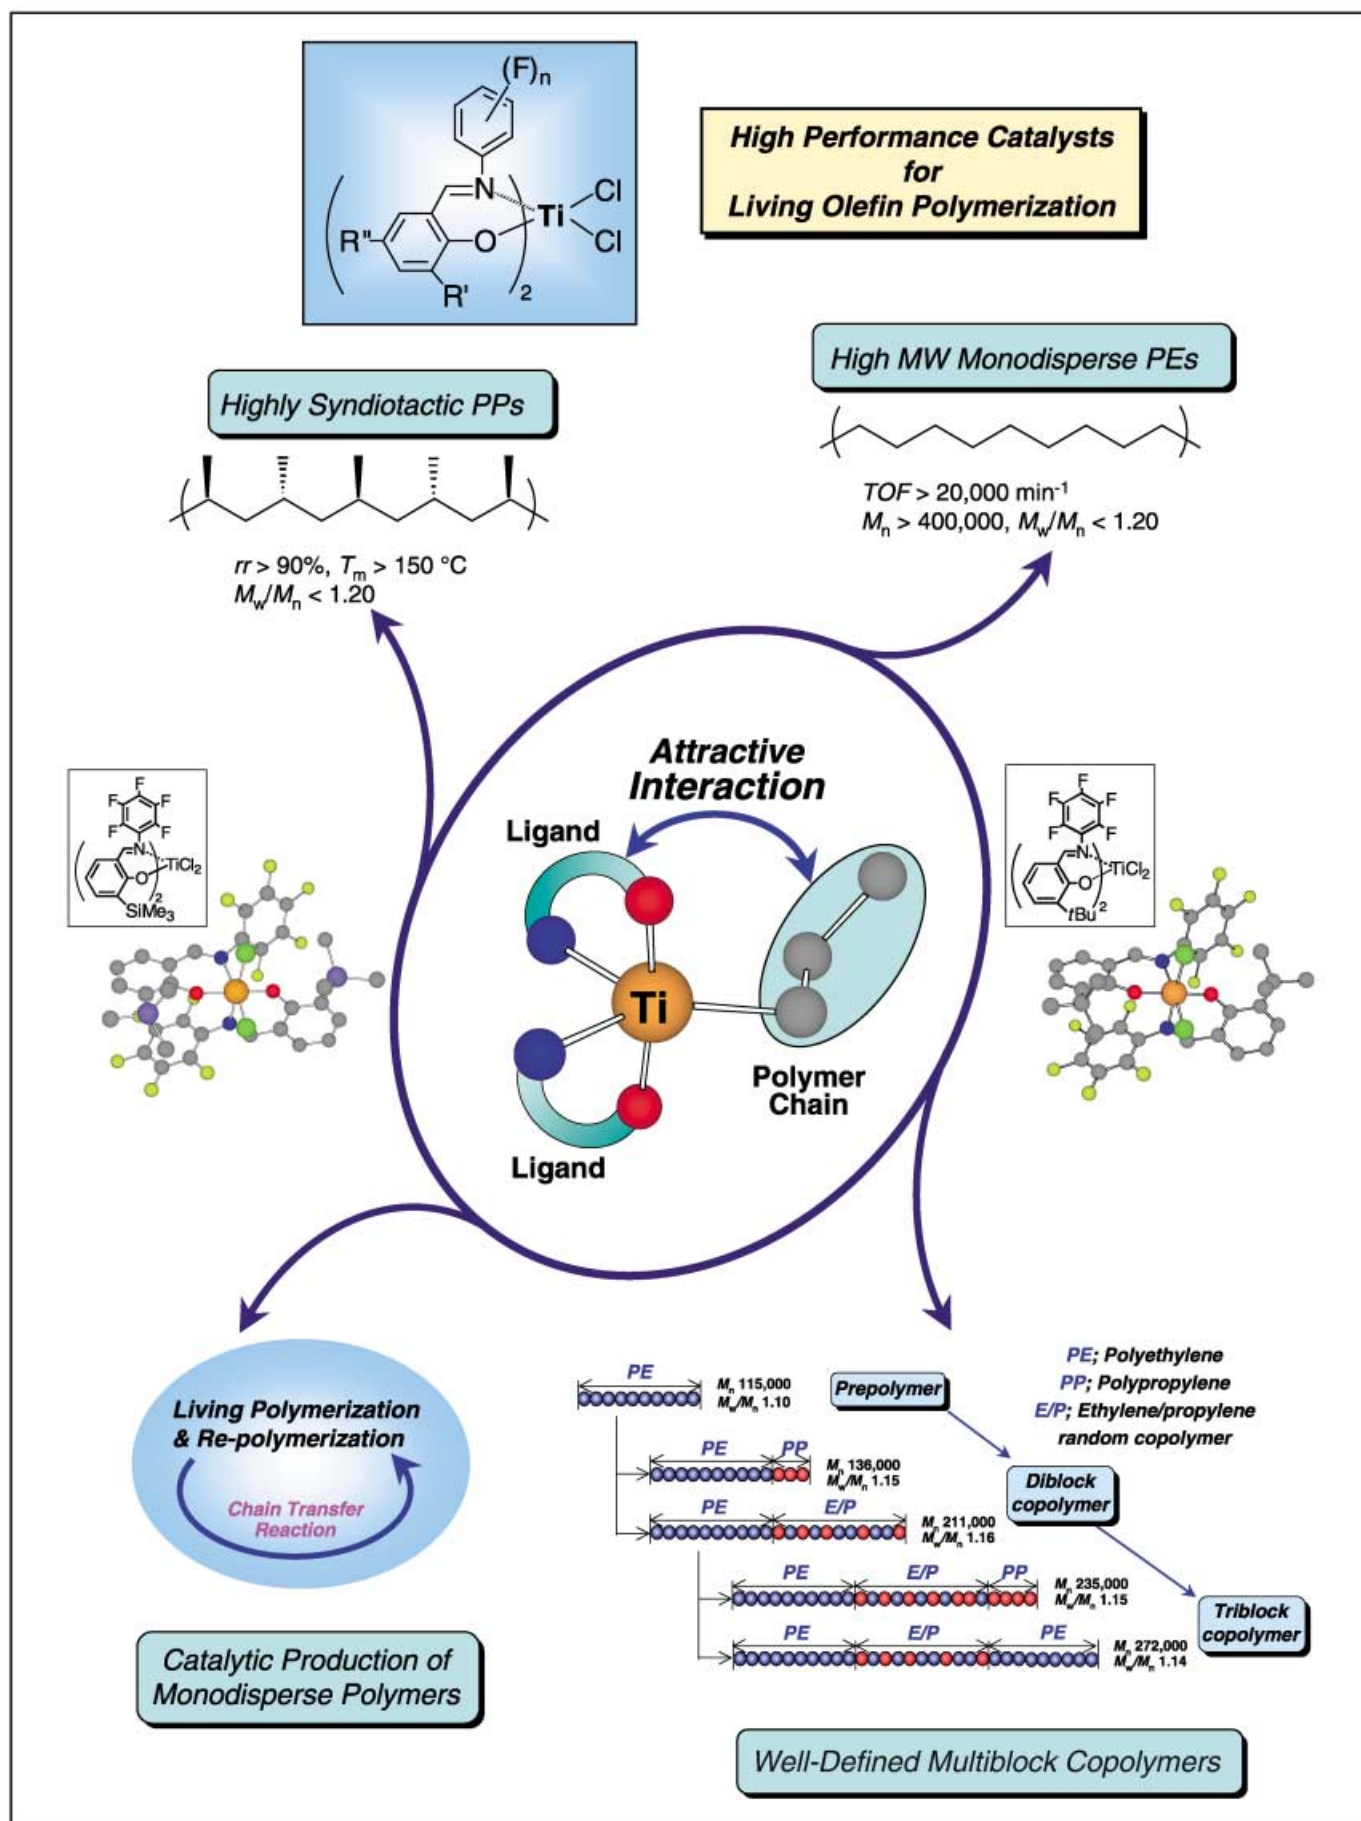 (F)n
N
Ti
Cl
Cl
R"
O
R'
2
High Performance Catalysts
for
Living Olefin Polymerization
High MW Monodisperse PEs
Highly Syndiotactic PPs
TOF > 20,000 min-1
Mn > 400,000, Mw/Mn < 1.20
rr > 90%, Tm > 150 °C
Mw/Mn < 1.20
Attractive
Interaction
Ligand
Ti
Polymer
Chain
Ligand
F
F
F
F
F
N
O
TiCl2
2
SiMe3
F
F
F
F
F
N
O
TiCl2
2
tBu
Living Polymerization
& Re-polymerization
Chain Transfer
Reaction
Catalytic Production of
Monodisperse Polymers
PE
Mn 115,000
Mw/Mn 1.10
Prepolymer
PE; Polyethylene
PP; Polypropylene
E/P; Ethylene/propylene
random copolymer
PE PP
Mn 136,000
Mw/Mn 1.15
Diblock
copolymer
PE E/P
Mn 211,000
Mw/Mn 1.16
PE E/P PP
Mn 235,000
Mw/Mn 1.15
Triblock
copolymer
PE E/P PE
Mn 272,000
Mw/Mn 1.14
Well-Defined Multiblock Copolymers